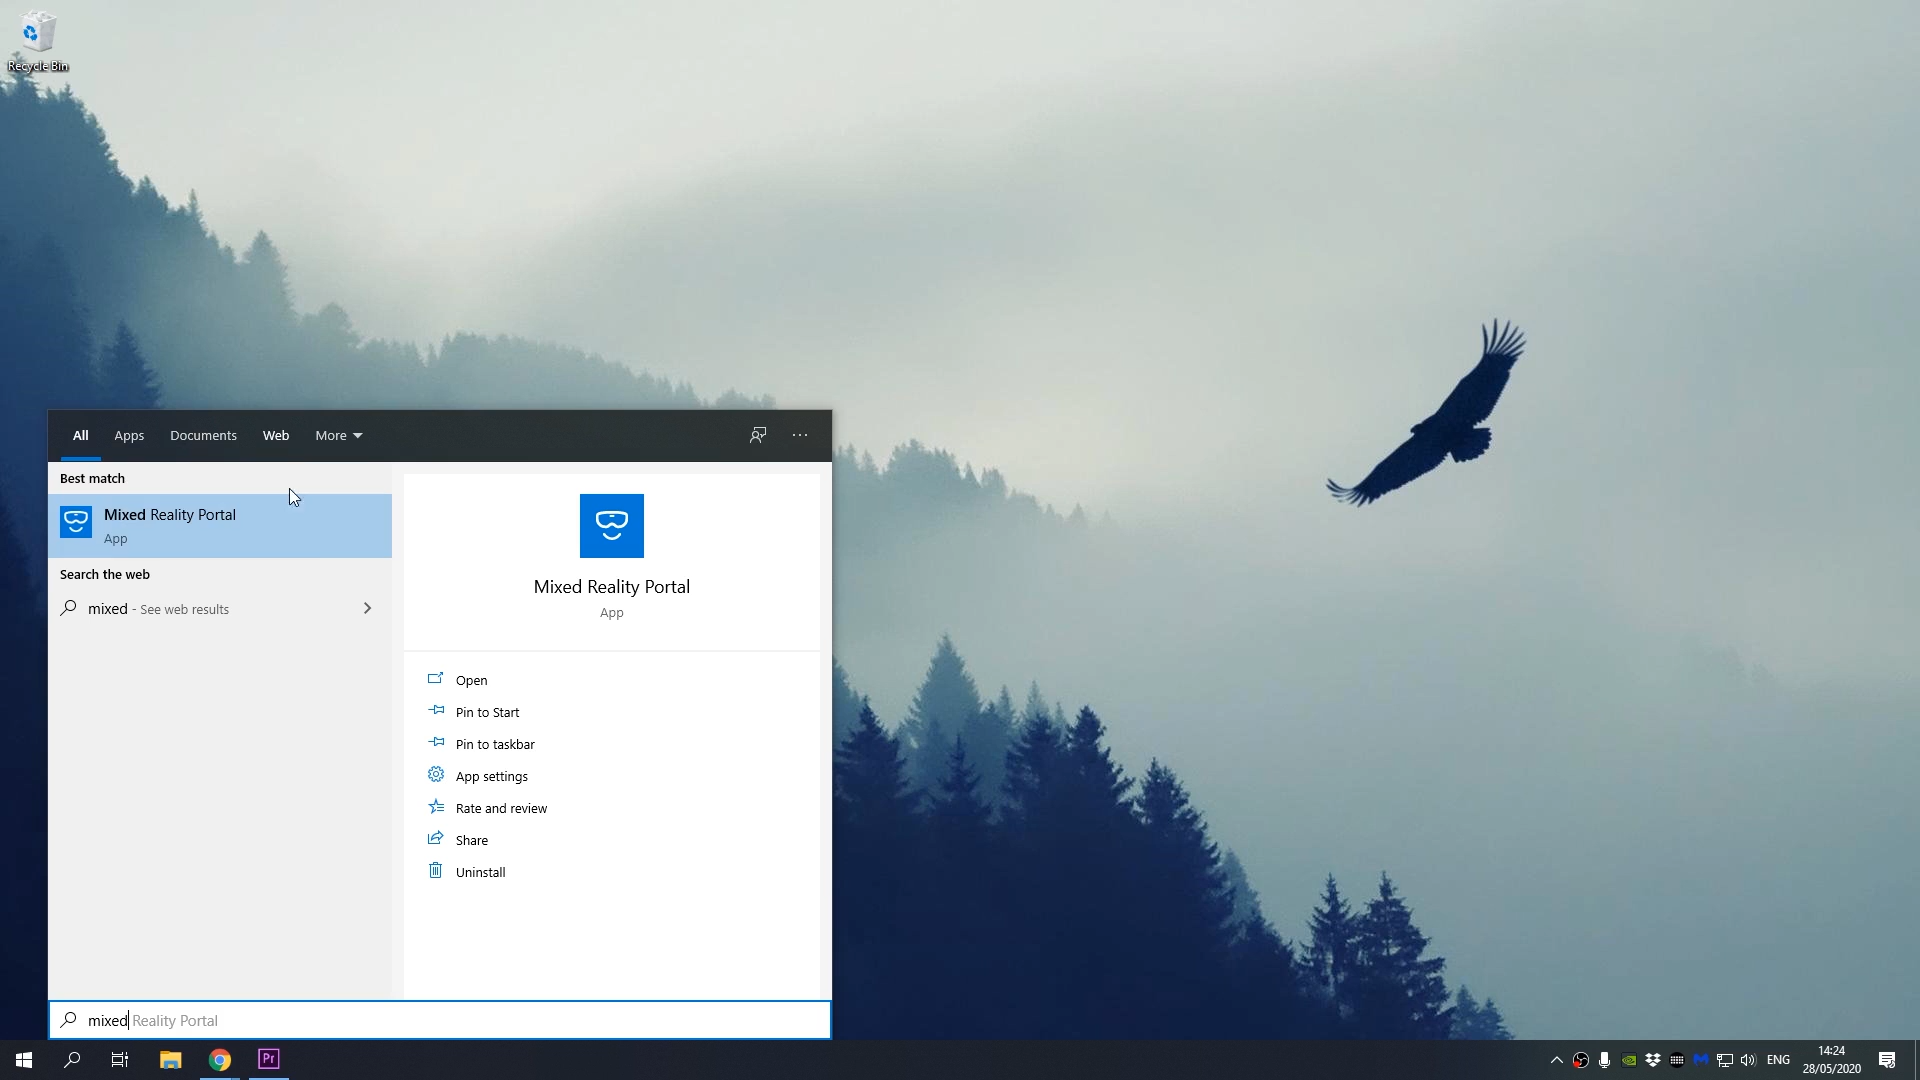 Recycle Bin
All Apps Documents Web More
Best match
Mixed Reality Portal
App
Search the web
mixed - See web results
Mixed Reality Portal
App
Open
Pin to Start
Pin to taskbar
App settings
Rate and review
Share
Uninstall
mixed Reality Portal
Pr
ENG
14:24
28/05/2020